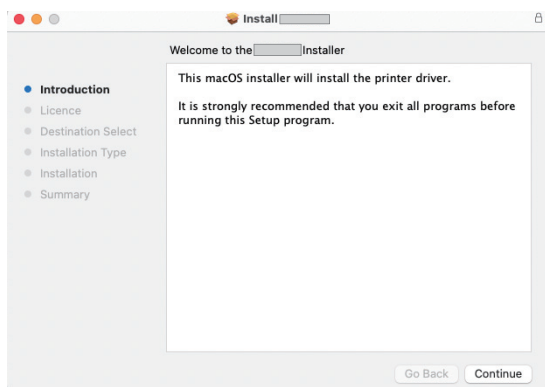 Install
Welcome to the Installer
Introduction
Licence
Destination Select
Installation Type
Installation
Summary
This macOS installer will install the printer driver.
It is strongly recommended that you exit all programs before
running this Setup program.
Go Back
Continue